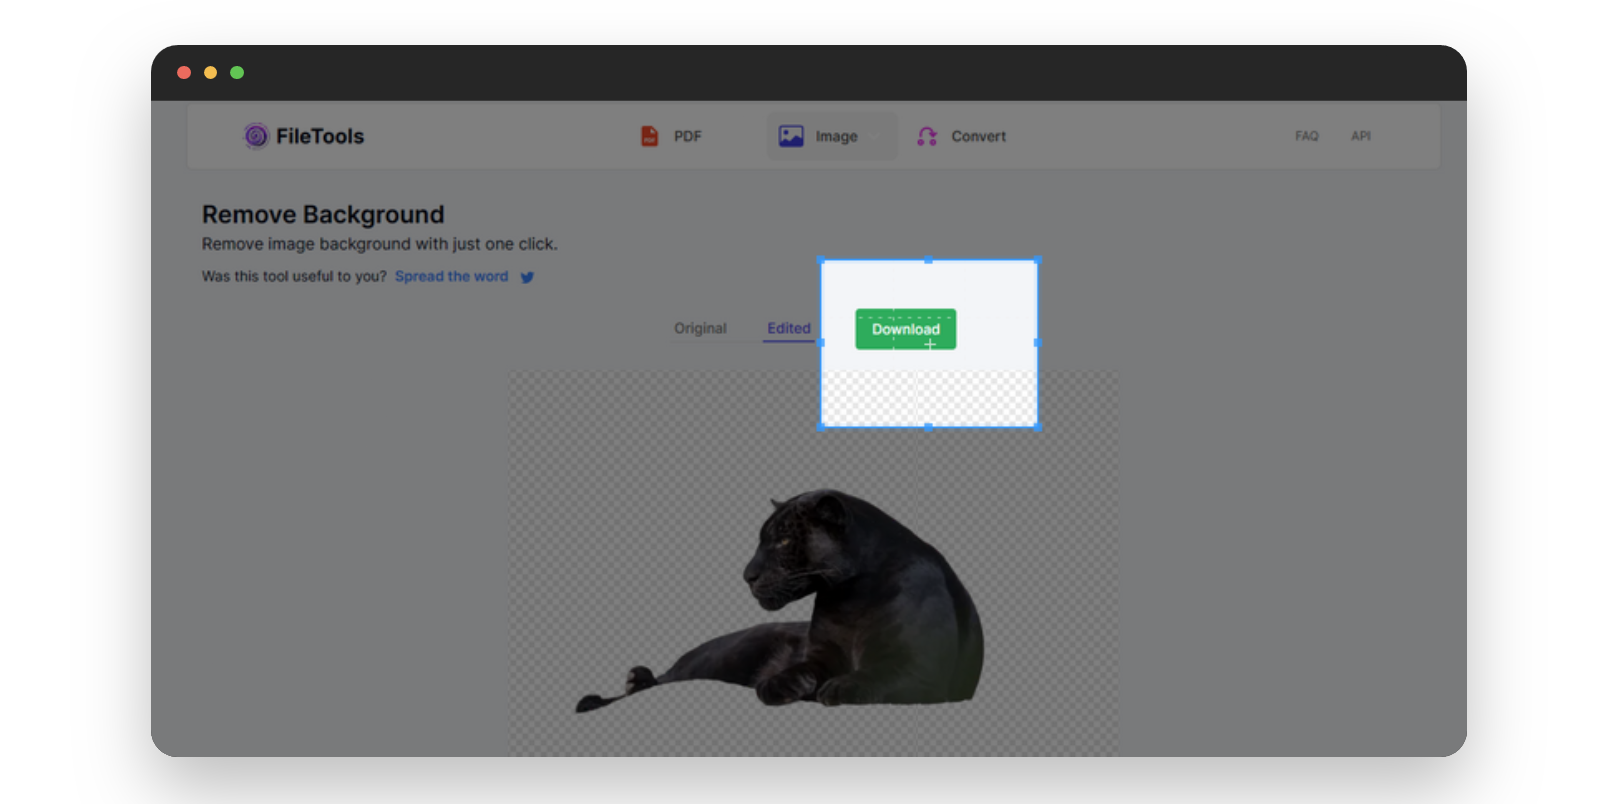 FileTools
PDF
Image
Convert
FAQ
API
Remove Background
Remove image background with just one click.
Was this tool useful to you? Spread the word
Original
Edited
Download